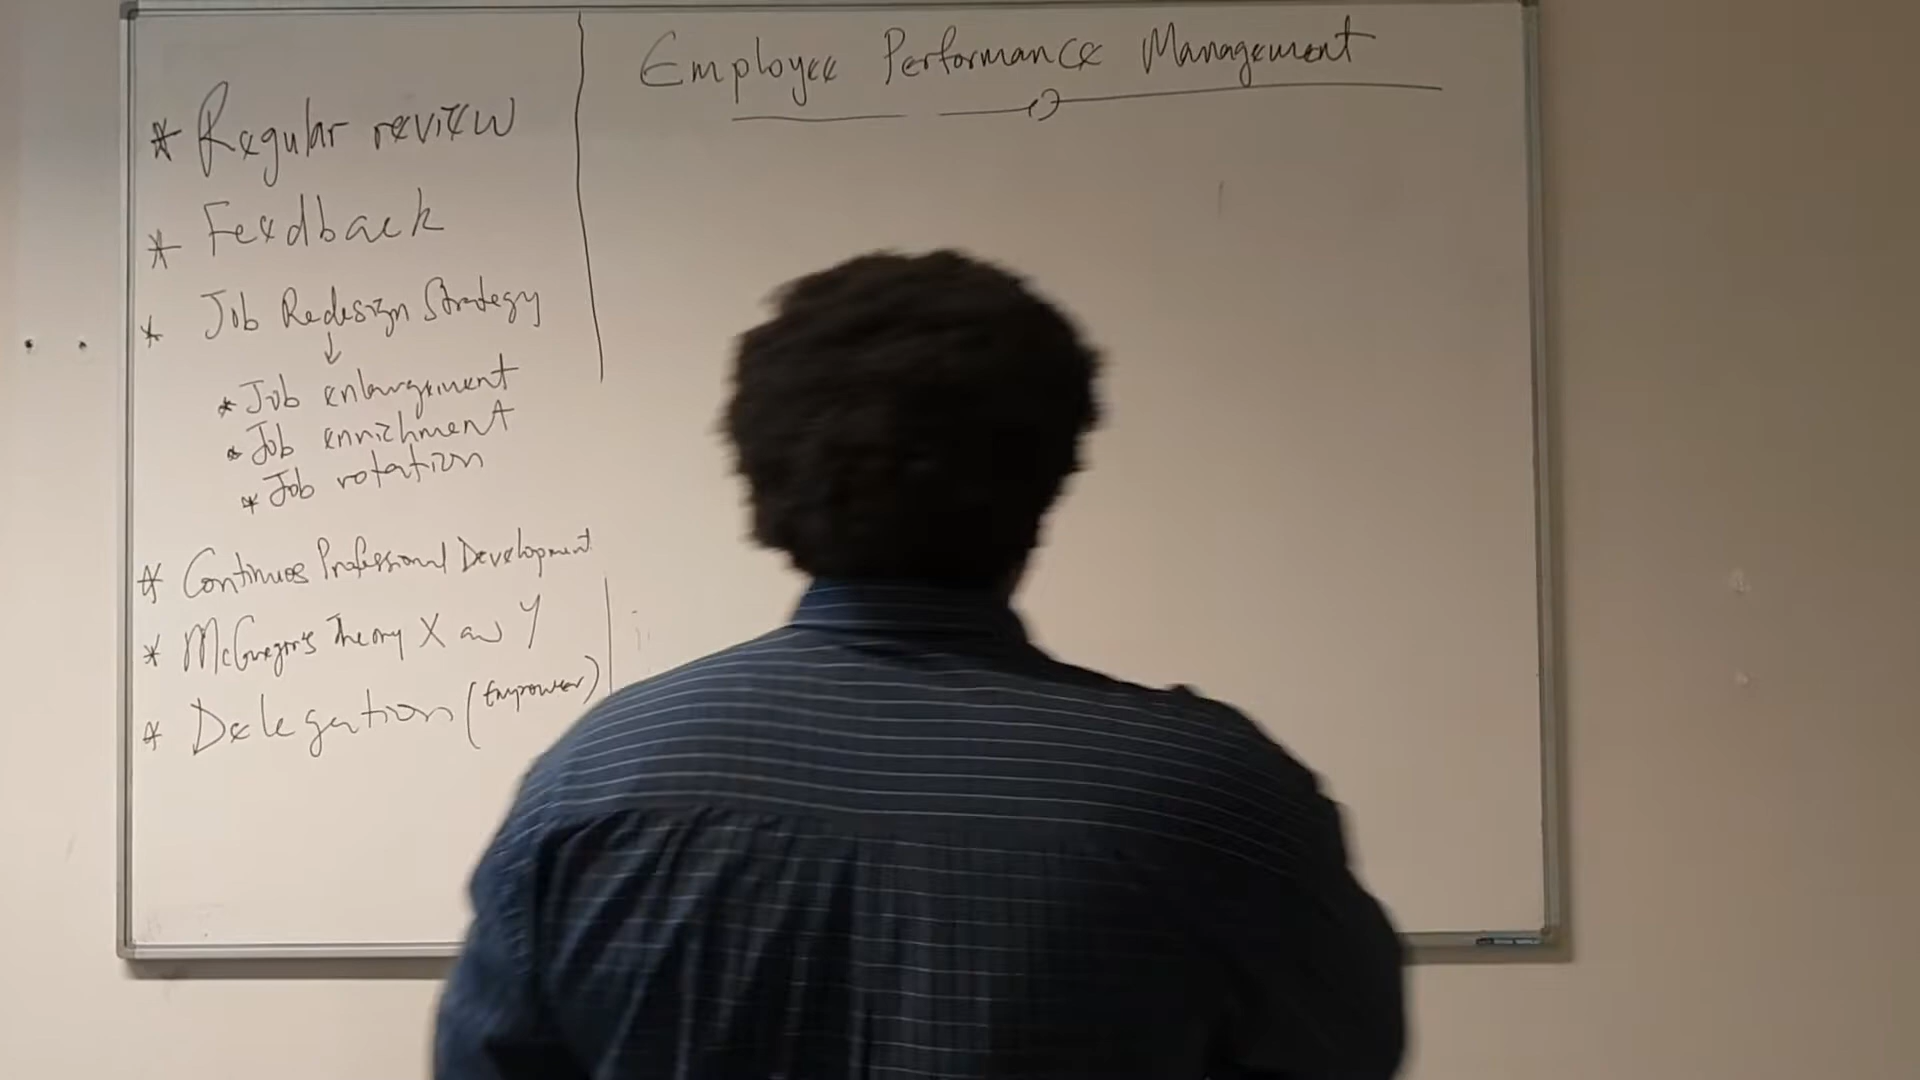 Employee Performance Management
* Regular review
* Feedback
* Job Redesign Strategy
* Job enlargement
* Job enrichment
* Job rotation
* Continues Professional Development
* McGregor's Theory X and Y
* Delegation (Empower)